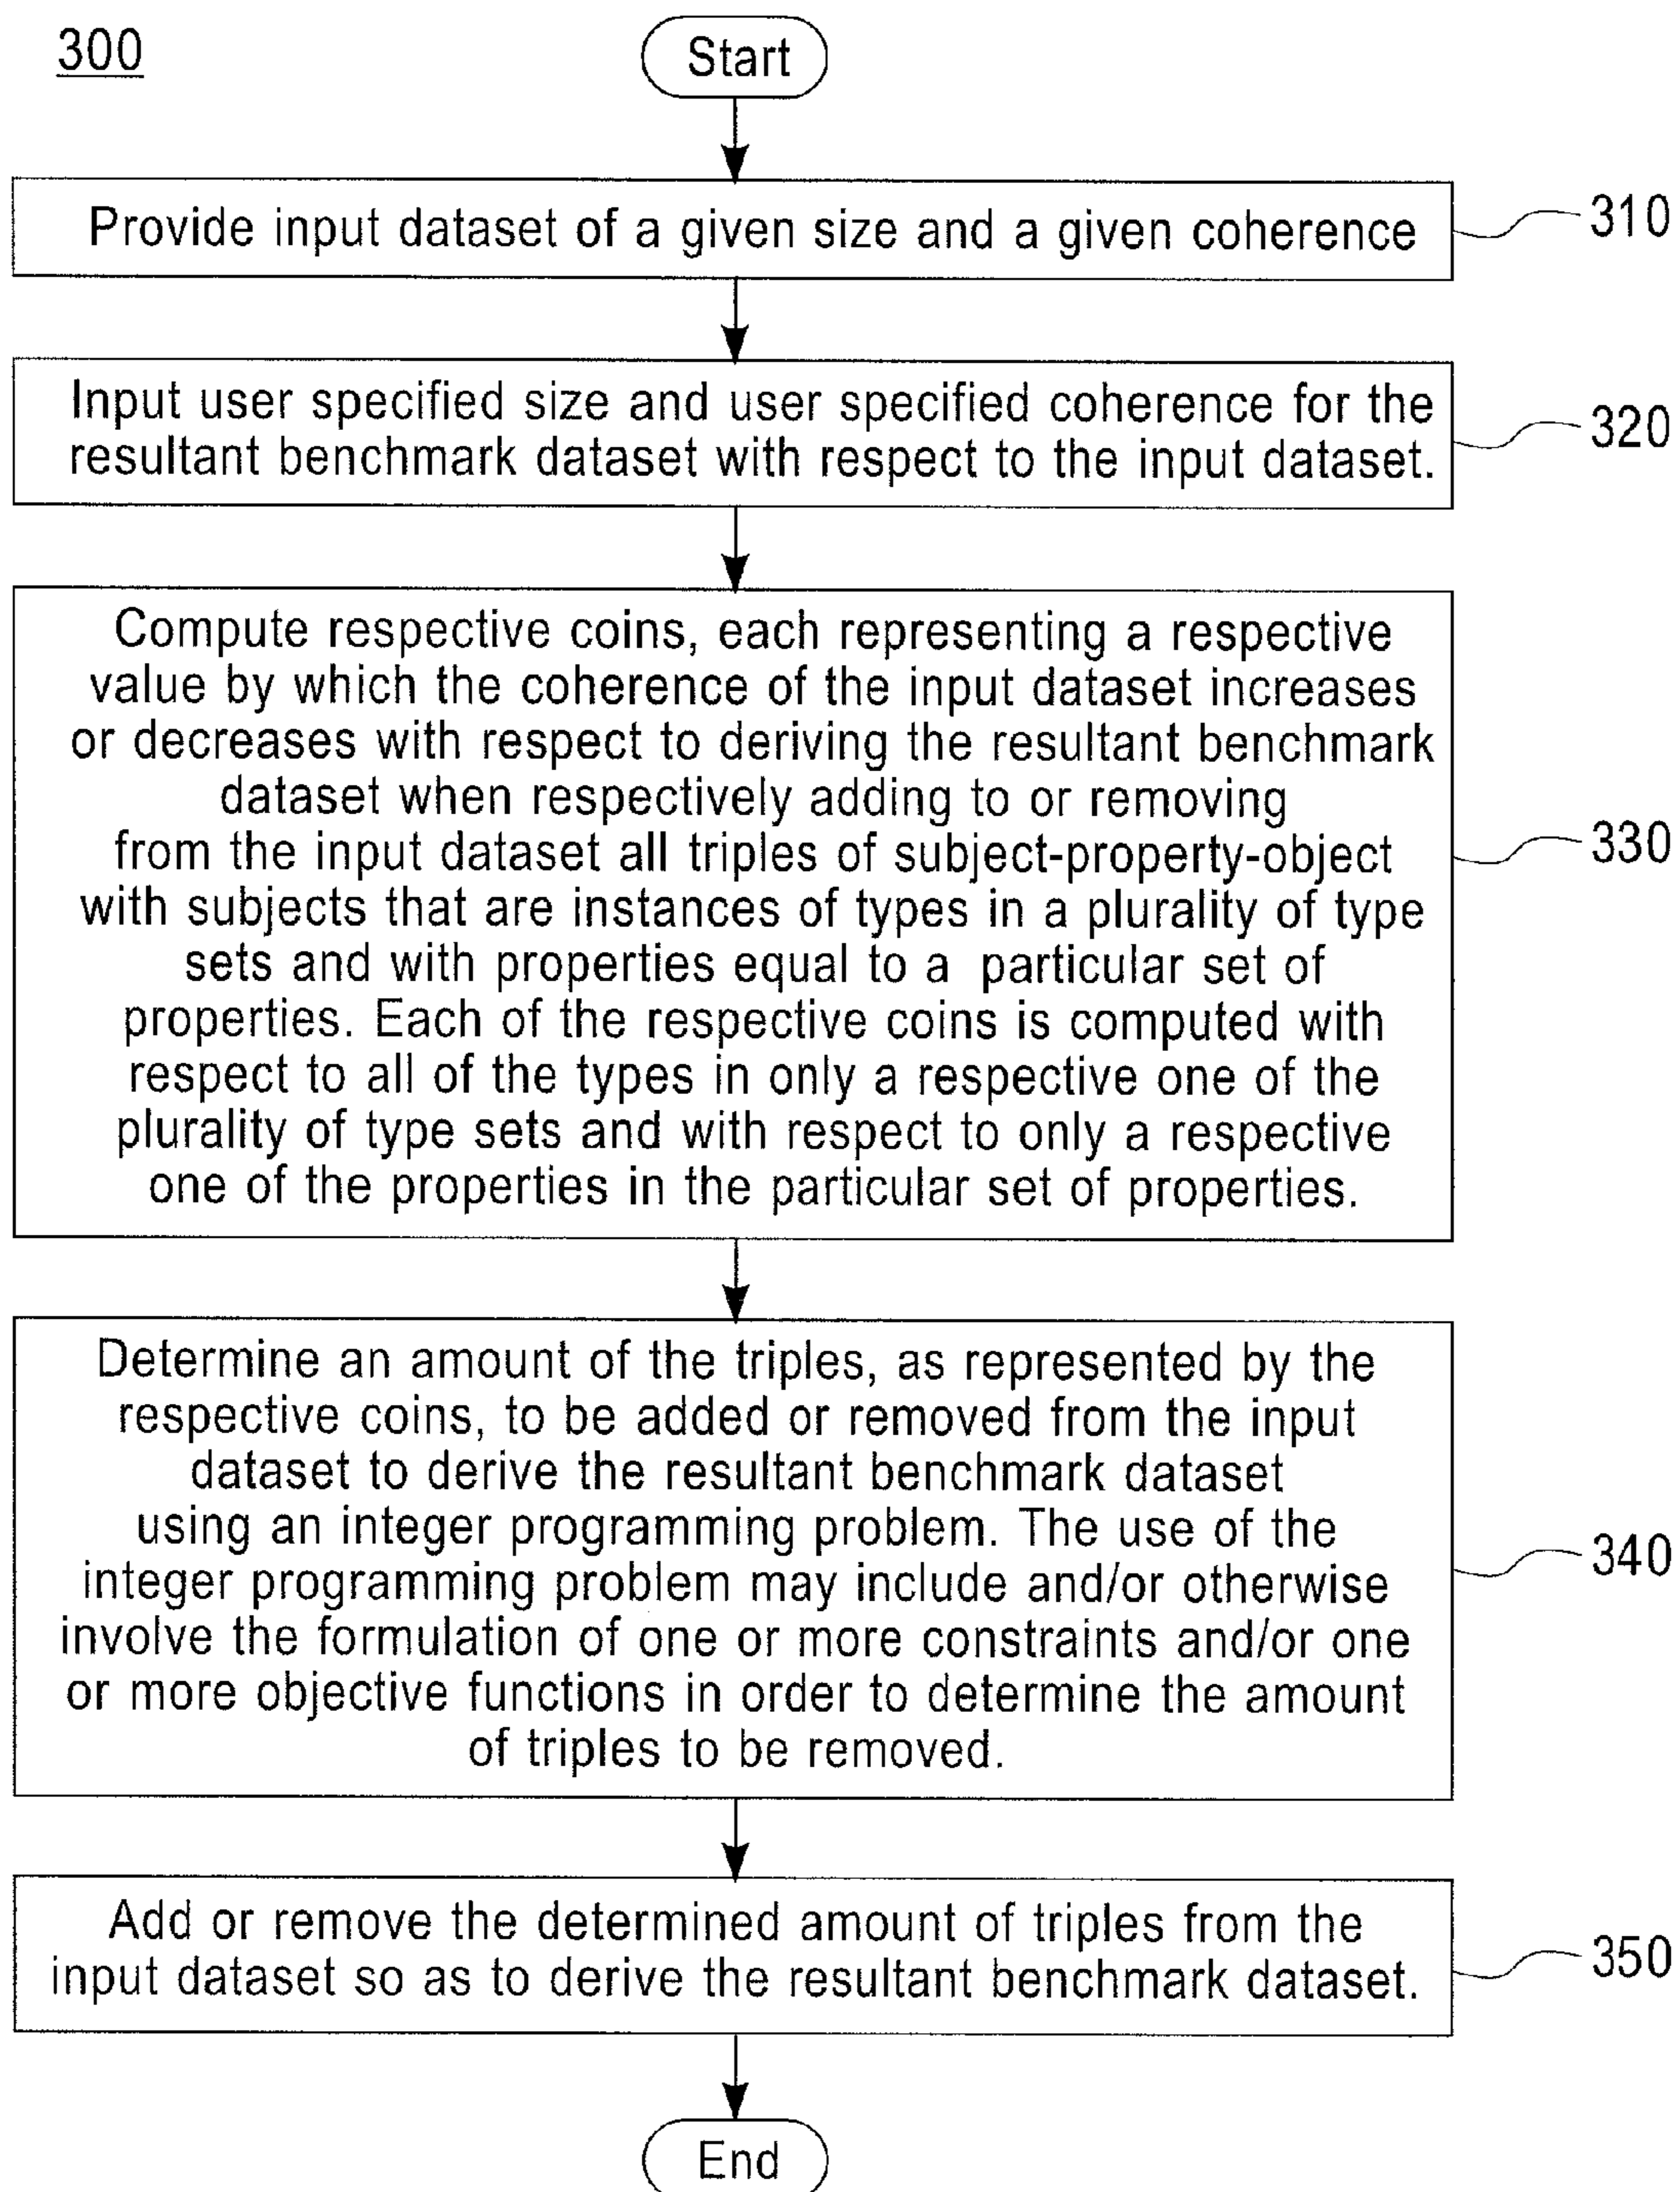 300
Start
Provide input dataset of a given size and a given coherence
310
Input user specified size and user specified coherence for the
resultant benchmark dataset with respect to the input dataset.
320
Compute respective coins, each representing a respective
value by which the coherence of the input dataset increases
or decreases with respect to deriving the resultant benchmark
dataset when respectively adding to or removing
from the input dataset all triples of subject-property-object
with subjects that are instances of types in a plurality of type
sets and with properties equal to a particular set of
properties. Each of the respective coins is computed with
respect to all of the types in only a respective one of the
plurality of type sets and with respect to only a respective
one of the properties in the particular set of properties.
330
Determine an amount of the triples, as represented by the
respective coins, to be added or removed from the input
dataset to derive the resultant benchmark dataset
using an integer programming problem. The use of the
integer programming problem may include and/or otherwise
involve the formulation of one or more constraints and/or one
or more objective functions in order to determine the amount
of triples to be removed.
340
Add or remove the determined amount of triples from the
input dataset so as to derive the resultant benchmark dataset.
350
End